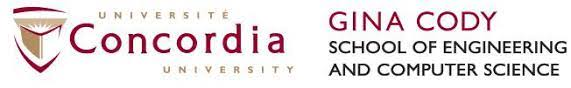 UNIVERSITÉ
Concordia
UNIVERSITY
GINA CODY
SCHOOL OF ENGINEERING
AND COMPUTER SCIENCE